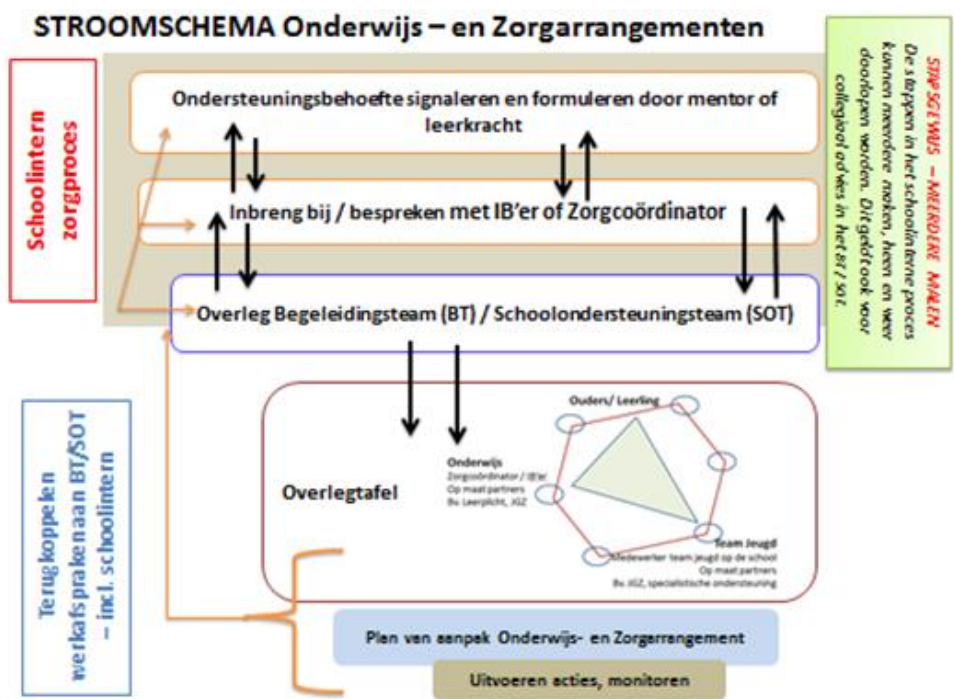 STROOMSCHEMA Onderwijs – en Zorgarrangementen
Schoolintern
zorgproces
Ondersteuningsbehoefte signaleren en formuleren door mentor of
leerkracht
Inbreng bij / bespreken met IB'er of Zorgcoördinator
Overleg Begeleidingsteam (BT) / Schoolondersteuningsteam (SOT)
STAPSGEWIJS – MEERDERE MALEN
De stappen in het schoolinterne proces
kunnen meerdere malen, heen en weer
doorlopen worden. Dit geldt ook voor
collegiaal advies in het BT / SOT.
Terugkoppelen
werkafspraken aan BT/SOT
– incl. schoolintern
Overlegtafel
Ouders/ Leerling
Onderwijs
Zorgcoördinator / IB'er
Op maat partners
Bv. Leerplicht, JGZ
Team Jeugd
Medewerker team jeugd op de school
Op maat partners
Bv. JGZ, specialistische ondersteuning
Plan van aanpak Onderwijs- en Zorgarrangement
Uitvoeren acties, monitoren